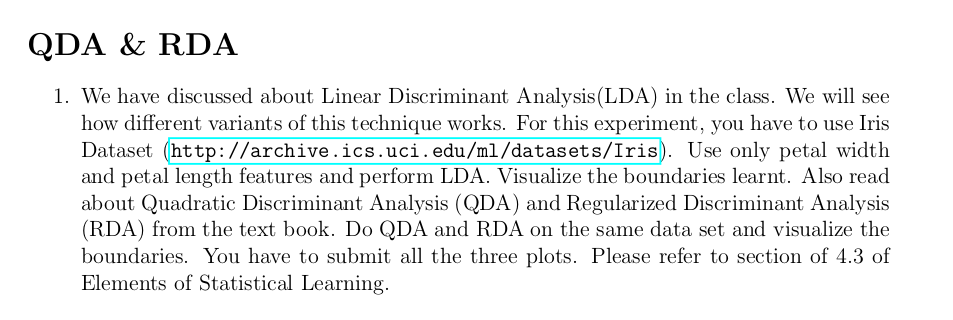 QDA & RDA
1. We have discussed about Linear Discriminant Analysis(LDA) in the class. We will see
how different variants of this technique works. For this experiment, you have to use Iris
Dataset (http://archive.ics.uci.edu/ml/datasets/Iris). Use only petal width
and petal length features and perform LDA. Visualize the boundaries learnt. Also read
about Quadratic Discriminant Analysis (QDA) and Regularized Discriminant Analysis
(RDA) from the text book. Do QDA and RDA on the same data set and visualize the
boundaries. You have to submit all the three plots. Please refer to section of 4.3 of
Elements of Statistical Learning.